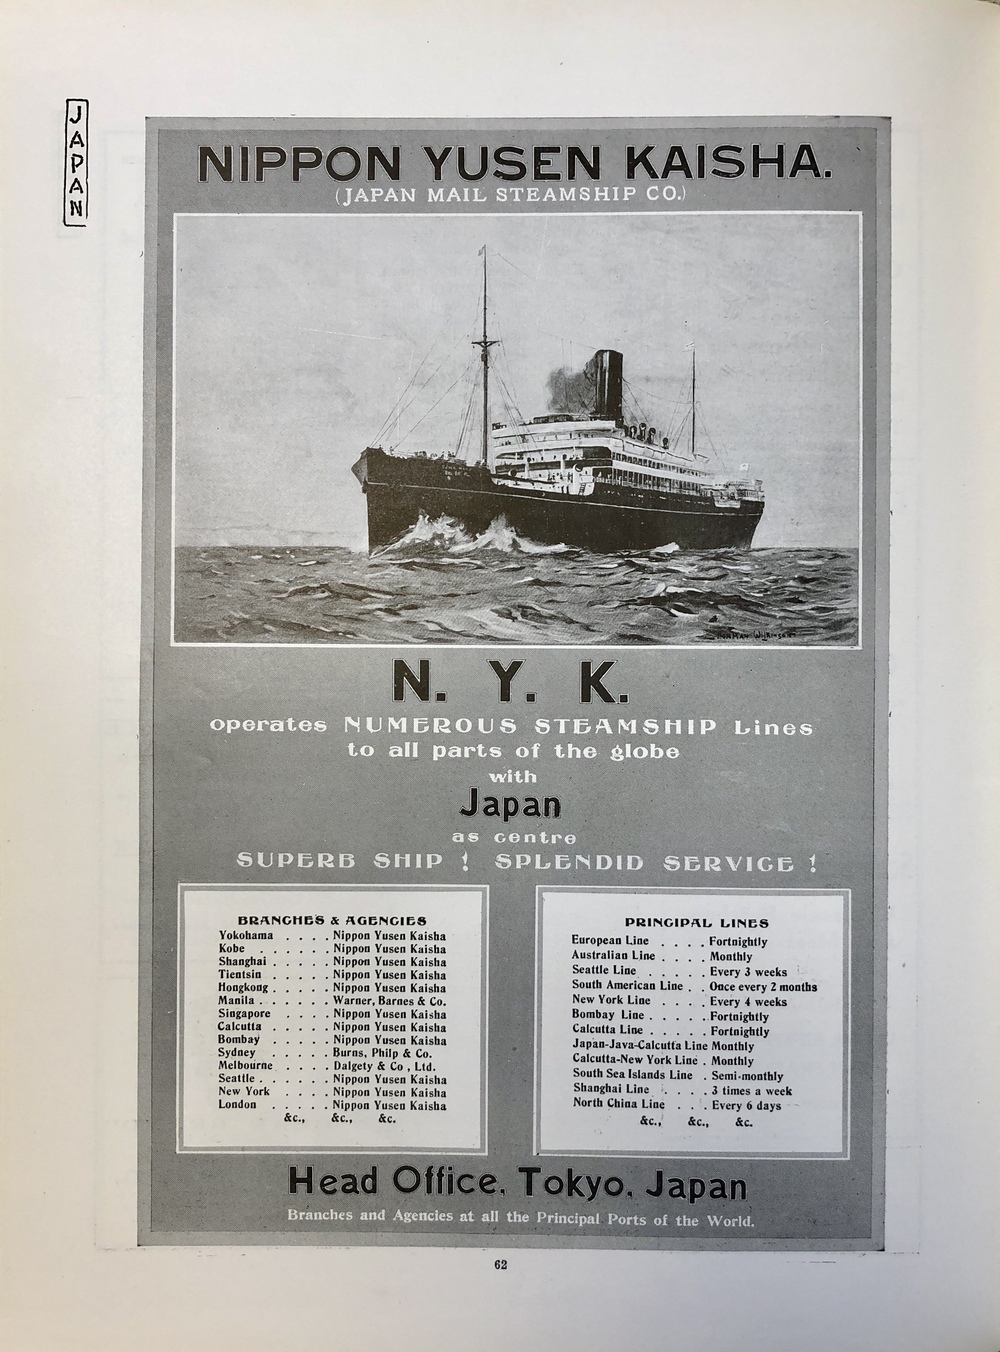 JAPAN
NIPPON YUSEN KAISHA.
(JAPAN MAIL STEAMSHIP CO.)
NORMAN WILKINSON
N. Y. K.
operates NUMEROUS STEAMSHIP Lines
to all parts of the globe
with
Japan
as centre
SUPERB SHIP ! SPLENDID SERVICE !
BRANCHES & AGENCIES
Yokohama . . . . Nippon Yusen Kaisha
Kobe . . . . . . Nippon Yusen Kaisha
Shanghai . . . . . Nippon Yusen Kaisha
Tientsin . . . . . Nippon Yusen Kaisha
Hongkong . . . . . Nippon Yusen Kaisha
Manila . . . . . . Warner, Barnes & Co.
Singapore . . . . Nippon Yusen Kaisha
Calcutta . . . . . Nippon Yusen Kaisha
Bombay . . . . . Nippon Yusen Kaisha
Sydney . . . . . Burns, Philp & Co.
Melbourne . . . . Dalgety & Co., Ltd.
Seattle . . . . . . Nippon Yusen Kaisha
New York . . . . Nippon Yusen Kaisha
London . . . . . Nippon Yusen Kaisha
&c., &c., &c.
PRINCIPAL LINES
European Line . . . . Fortnightly
Australian Line . . . . Monthly
Seattle Line . . . . . Every 3 weeks
South American Line . . Once every 2 months
New York Line . . . . Every 4 weeks
Bombay Line . . . . . Fortnightly
Calcutta Line . . . . . Fortnightly
Japan-Java-Calcutta Line Monthly
Calcutta-New York Line . Monthly
South Sea Islands Line . Semi-monthly
Shanghai Line . . . . 3 times a week
North China Line . . . Every 6 days
&c., &c., &c.
Head Office, Tokyo, Japan
Branches and Agencies at all the Principal Ports of the World.
62